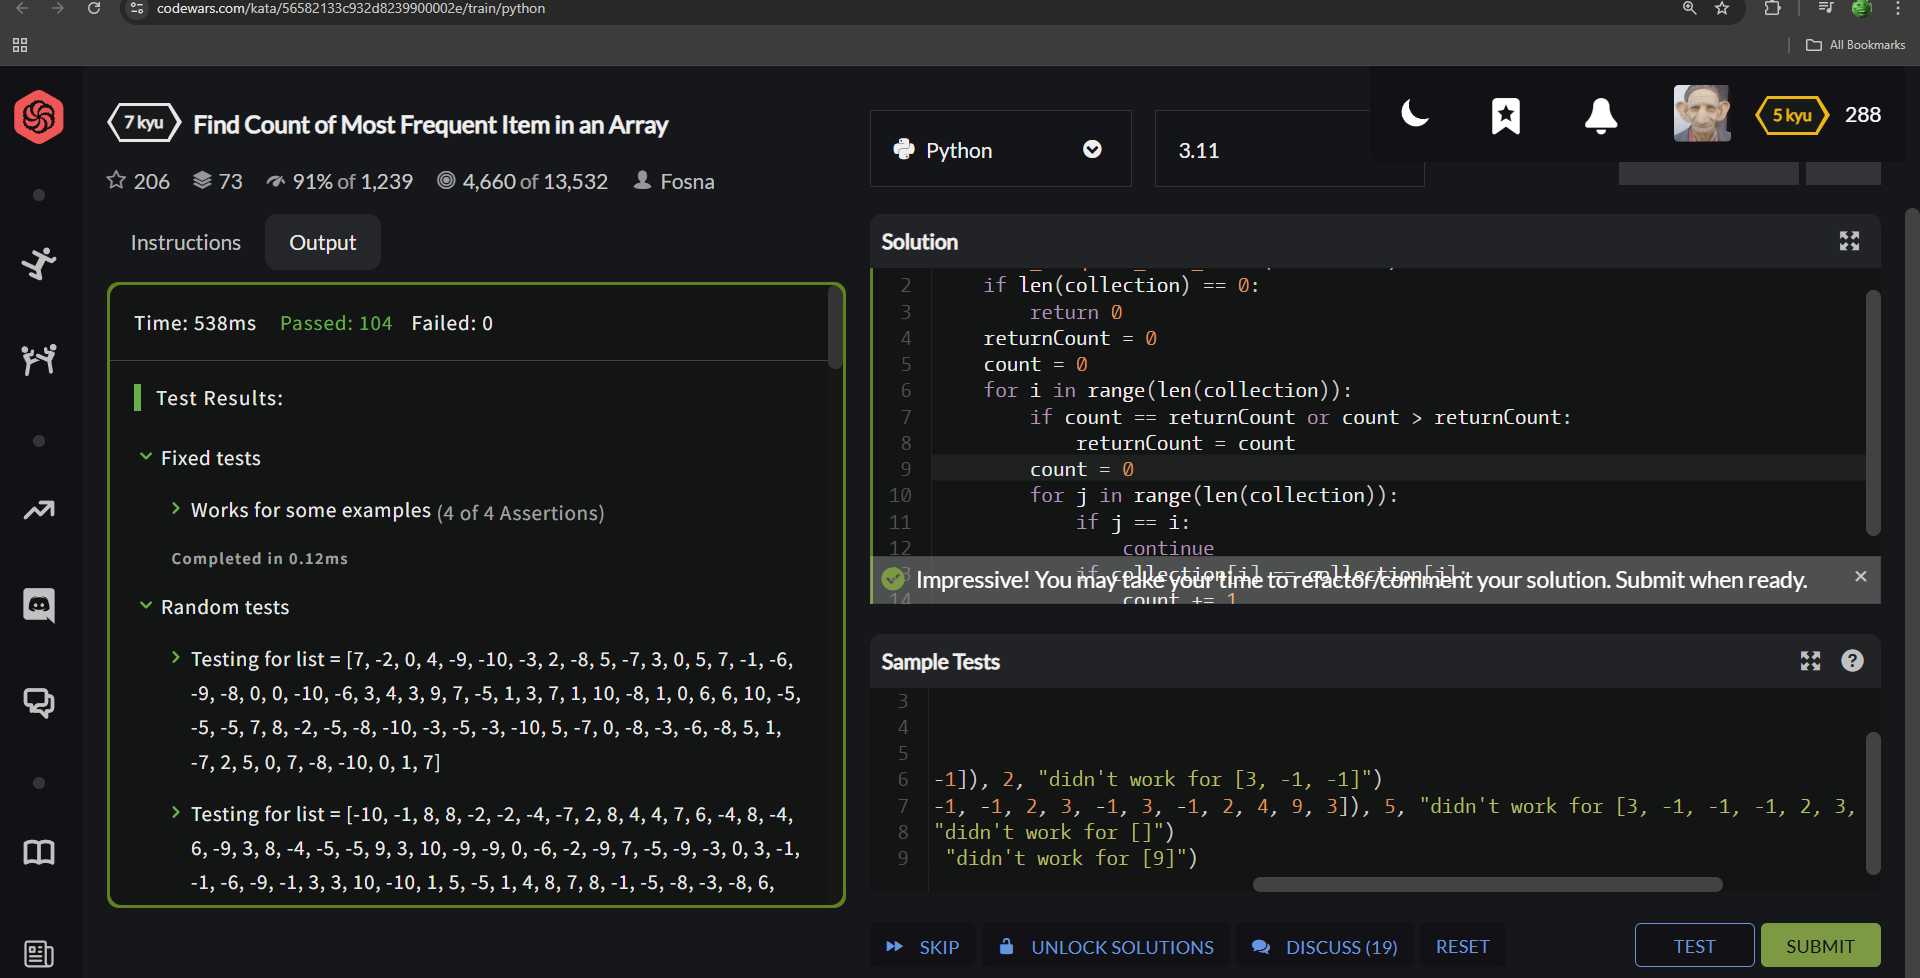 codewars.com/kata/56582133c932d8239900002e/train/python
All Bookmarks
7 kyu
Find Count of Most Frequent Item in an Array
206
73
91% of 1,239
4,660 of 13,532
Fosna
Python
3.11
5 kyu
288
Instructions
Output
Time: 538ms Passed: 104 Failed: 0
Test Results:
Fixed tests
Works for some examples (4 of 4 Assertions)
Completed in 0.12ms
Random tests
Testing for list = [7, -2, 0, 4, -9, -10, -3, 2, -8, 5, -7, 3, 0, 5, 7, -1, -6,
-9, -8, 0, 0, -10, -6, 3, 4, 3, 9, 7, -5, 1, 3, 7, 1, 10, -8, 1, 0, 6, 6, 10, -5,
-5, -5, 7, 8, -2, -5, -8, -10, -3, -5, -3, -10, 5, -7, 0, -8, -3, -6, -8, 5, 1,
-7, 2, 5, 0, 7, -8, -10, 0, 1, 7]
Testing for list = [-10, -1, 8, 8, -2, -2, -4, -7, 2, 8, 4, 4, 7, 6, -4, 8, -4,
6, -9, 3, 8, -4, -5, -5, 9, 3, 10, -9, -9, 0, -6, -2, -9, 7, -5, -9, -3, 0, 3, -1,
-1, -6, -9, -1, 3, 3, 10, -10, 1, 5, -5, 1, 4, 8, 7, 8, -1, -5, -8, -3, -8, 6,
Solution
2 if len(collection) == 0:
3 return 0
4 returnCount = 0
5 count = 0
6 for i in range(len(collection)):
7 if count == returnCount or count > returnCount:
8 returnCount = count
9 count = 0
10 for j in range(len(collection)):
11 if j == i:
12 continue
13 if collection[i] == collection[j]:
Impressive! You may take your time to refactor/comment your solution. Submit when ready.
14 count += 1
Sample Tests
3
4
5
6 -1]), 2, "didn't work for [3, -1, -1]")
7 -1, -1, 2, 3, -1, 3, -1, 2, 4, 9, 3]), 5, "didn't work for [3, -1, -1, -1, 2, 3,
8 "didn't work for []")
9 "didn't work for [9]")
SKIP
UNLOCK SOLUTIONS
DISCUSS (19)
RESET
TEST
SUBMIT